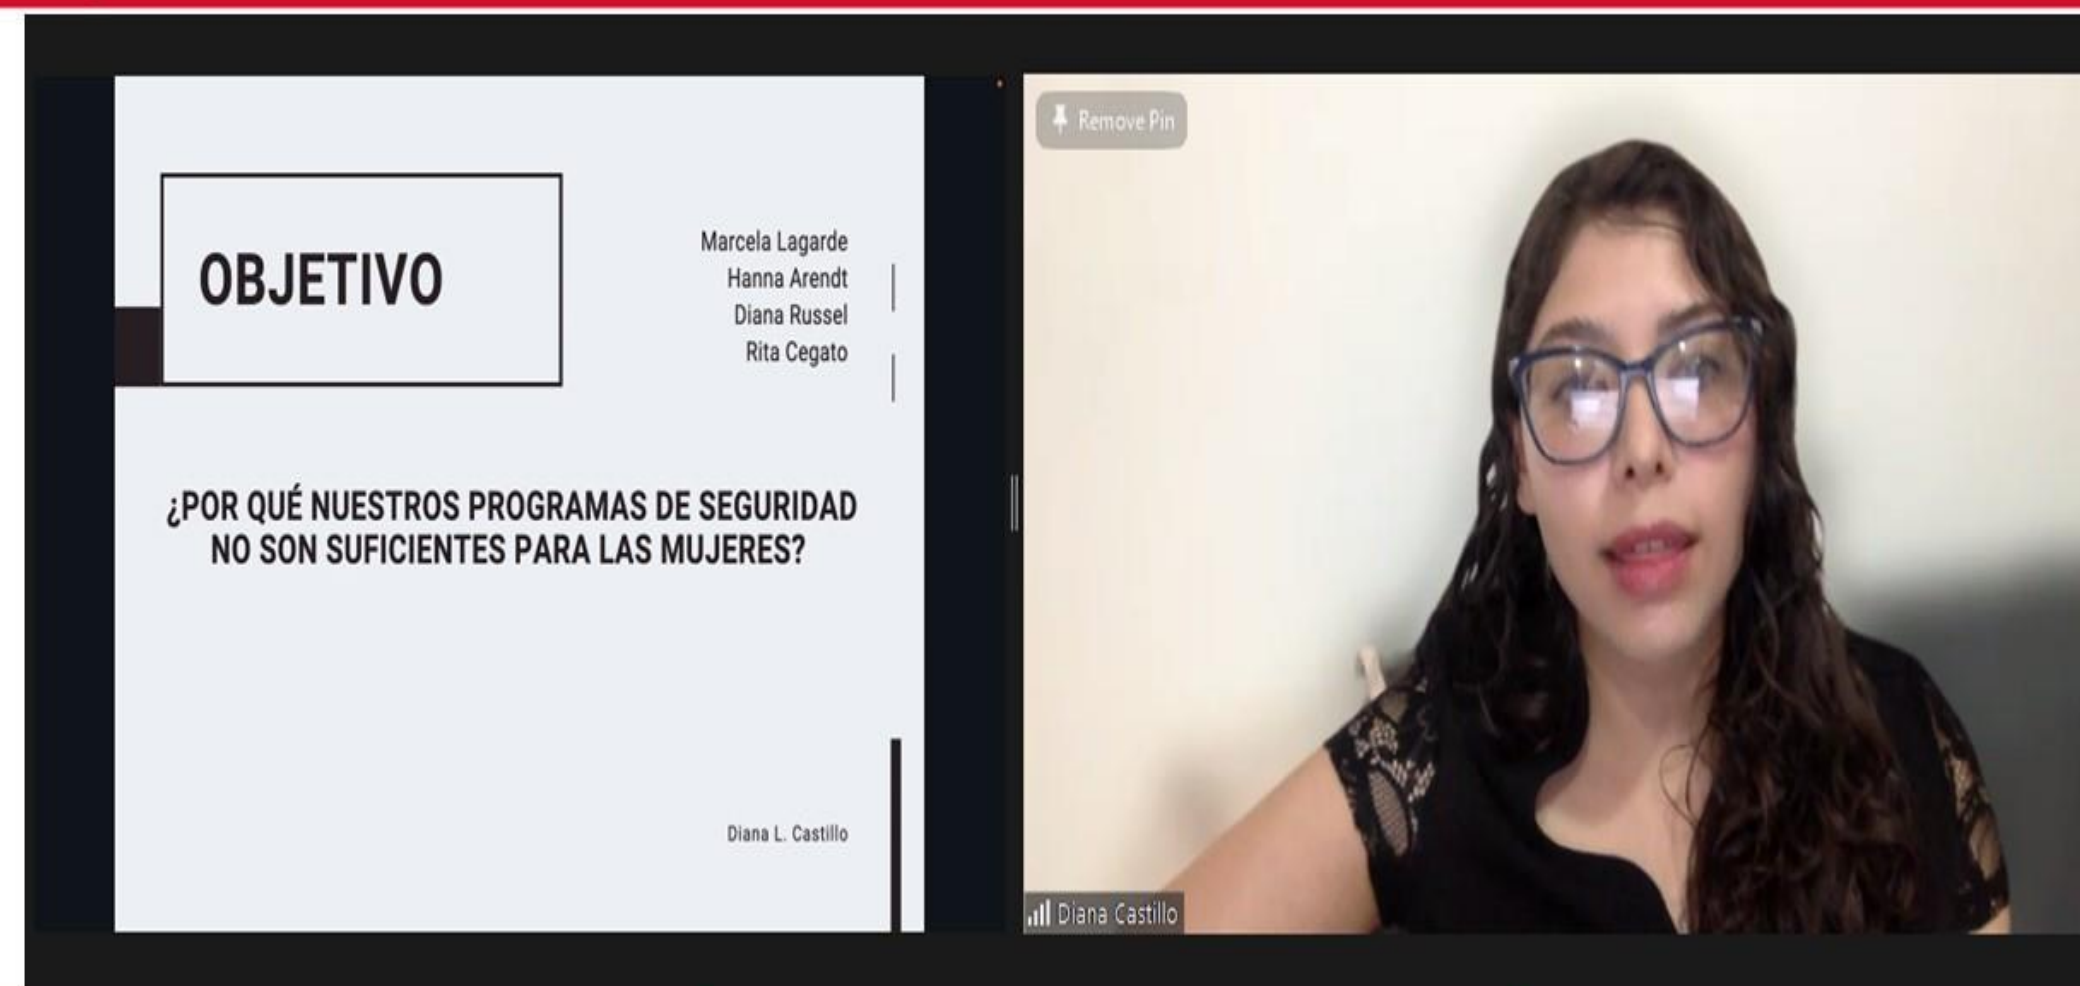 OBJETIVO
Marcela Lagarde
Hanna Arendt
Diana Russel
Rita Cegato
¿POR QUÉ NUESTROS PROGRAMAS DE SEGURIDAD
NO SON SUFICIENTES PARA LAS MUJERES?
Diana L. Castillo
Remove Pin
Diana Castillo